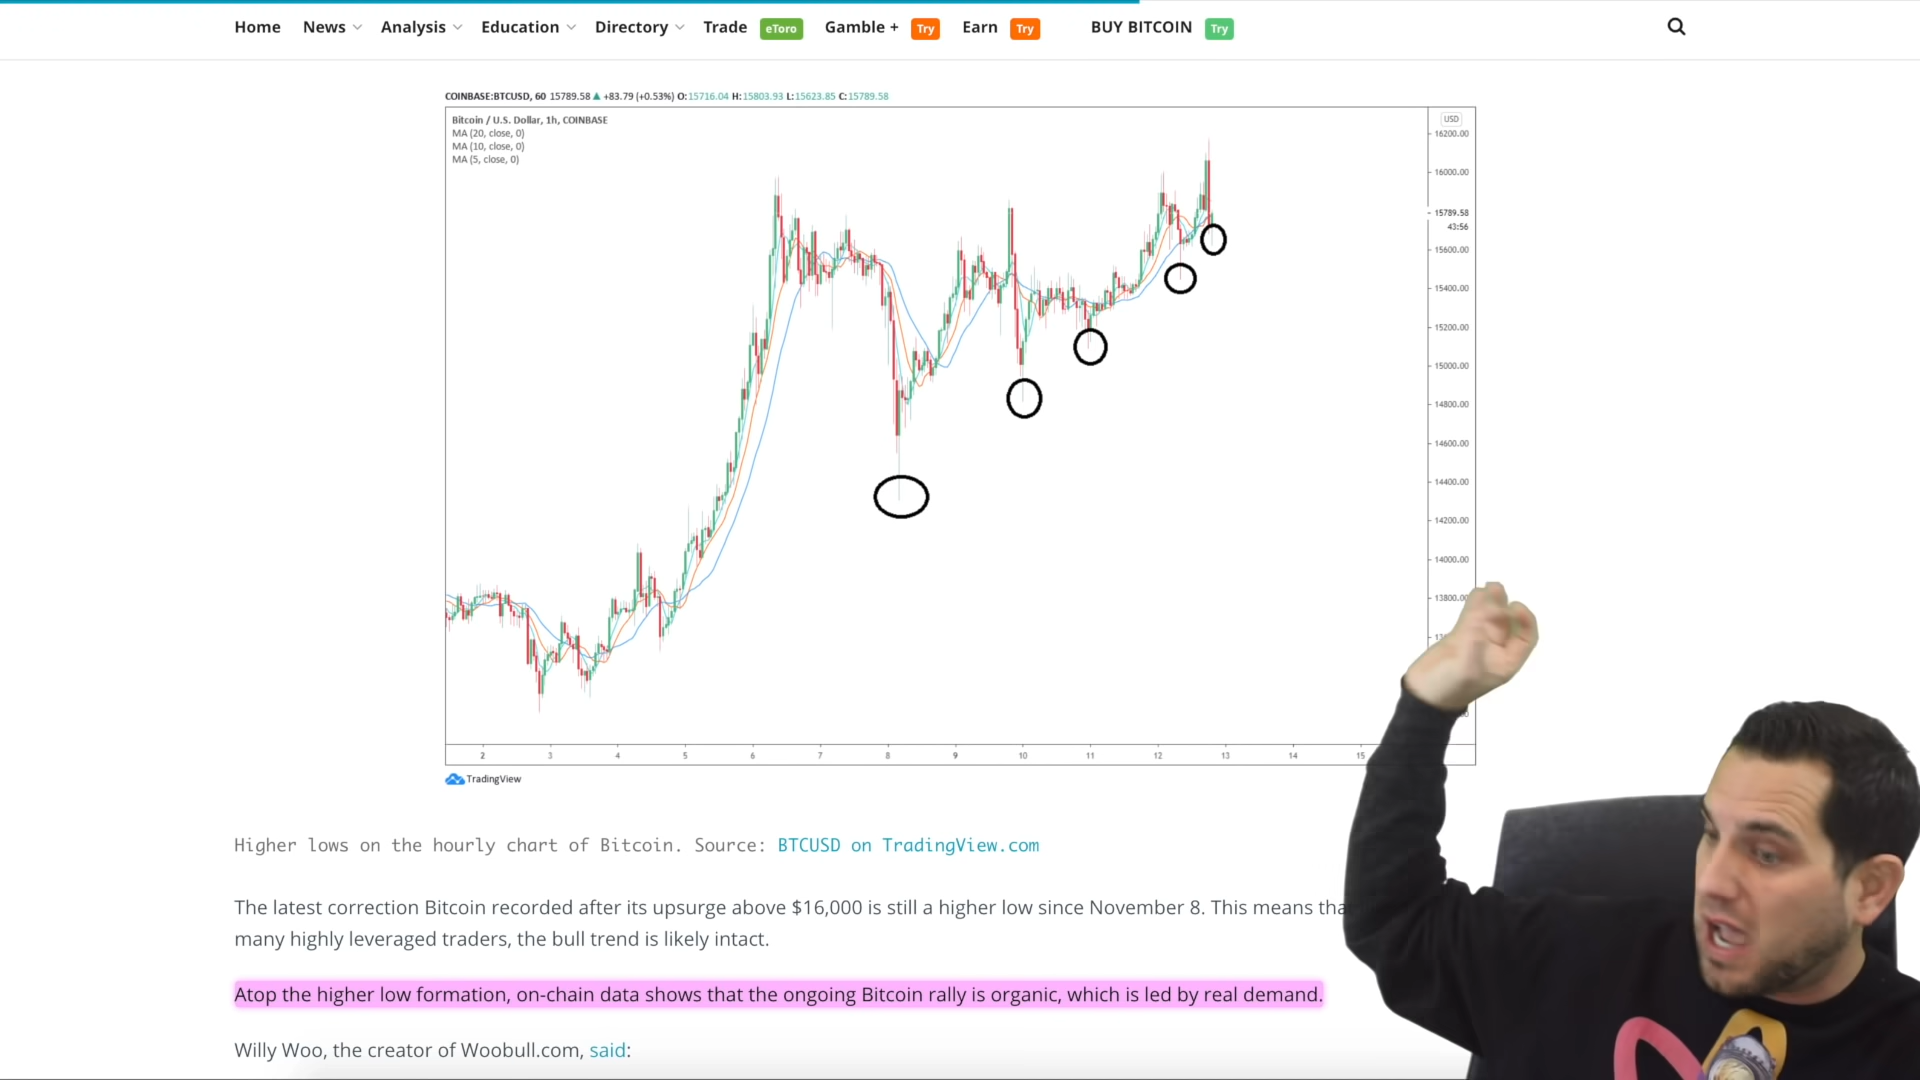 Home News Analysis Education Directory Trade eToro Gamble + Try Earn Try BUY BITCOIN Try
COINBASE:BTCUSD, 60 15789.58 ▲ +83.79 (+0.53%) O:15716.04 H:15803.93 L:15623.85 C:15789.58
Bitcoin / U.S. Dollar, 1h, COINBASE
MA (20, close, 0)
MA (10, close, 0)
MA (5, close, 0)
USD
16200.00
16000.00
15789.58
43:56
15600.00
15400.00
15200.00
15000.00
14800.00
14600.00
14400.00
14200.00
14000.00
13800.00
2 3 4 5 6 7 8 9 10 11 12 13 14 15
TradingView
Higher lows on the hourly chart of Bitcoin. Source: BTCUSD on TradingView.com
The latest correction Bitcoin recorded after its upsurge above $16,000 is still a higher low since November 8. This means
many highly leveraged traders, the bull trend is likely intact.
Atop the higher low formation, on-chain data shows that the ongoing Bitcoin rally is organic, which is led by real demand.
Willy Woo, the creator of Woobull.com, said: